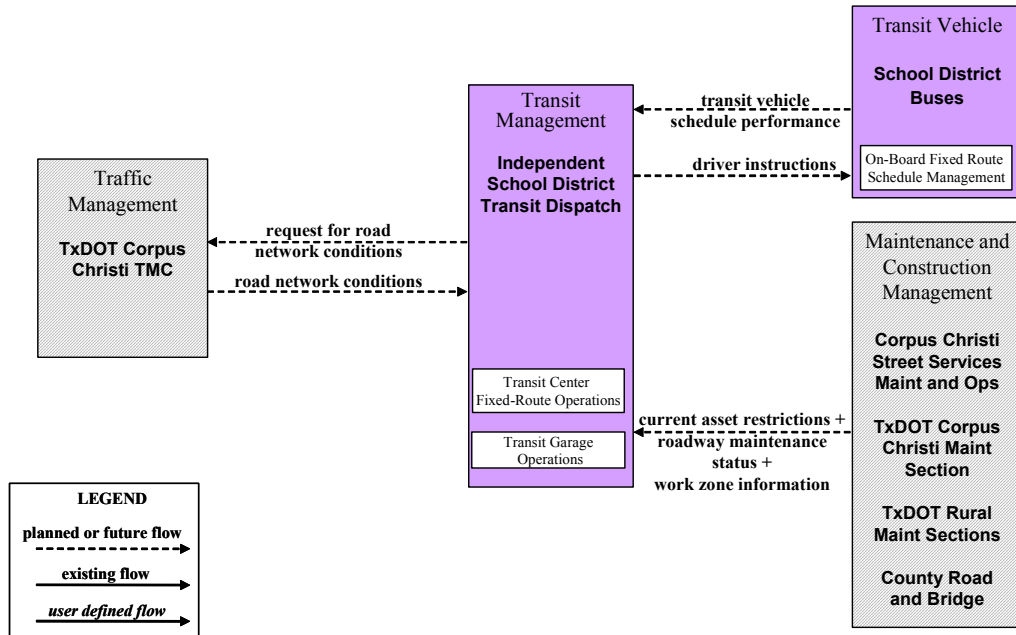 Transit Vehicle
School District
Buses
On-Board Fixed Route
Schedule Management
transit vehicle
schedule performance
driver instructions
Transit
Management
Independent
School District
Transit Dispatch
Transit Center
Fixed-Route Operations
Transit Garage
Operations
Traffic
Management
TxDOT Corpus
Christi TMC
request for road
network conditions
road network conditions
Maintenance and
Construction
Management
Corpus Christi
Street Services
Maint and Ops
TxDOT Corpus
Christi Maint
Section
TxDOT Rural
Maint Sections
County Road
and Bridge
current asset restrictions +
roadway maintenance
status +
work zone information
LEGEND
planned or future flow
existing flow
user defined flow